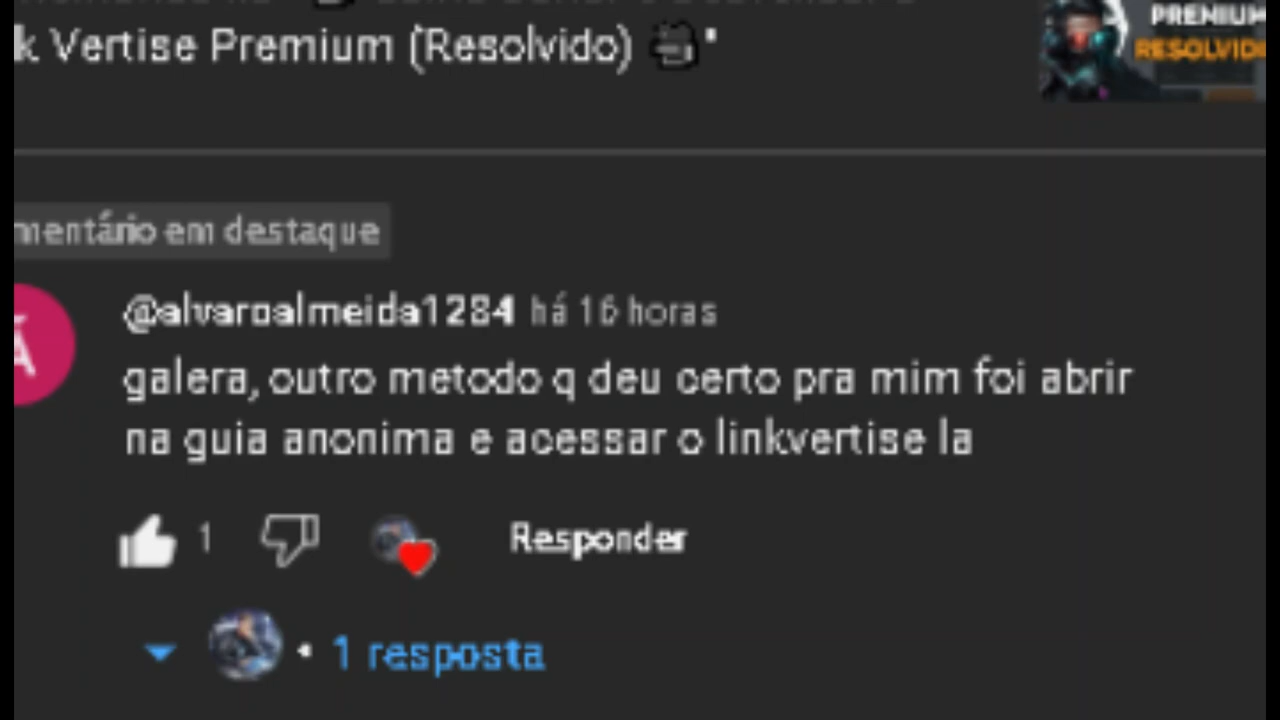 k Vertise Premium (Resolvido)
PREMIUM
RESOLVID
mentário em destaque
@alvaroalmeida1284 há 16 horas
galera, outro metodo q deu certo pra mim foi abrir
na guia anonima e acessar o linkvertise la
1
Responder
• 1 resposta